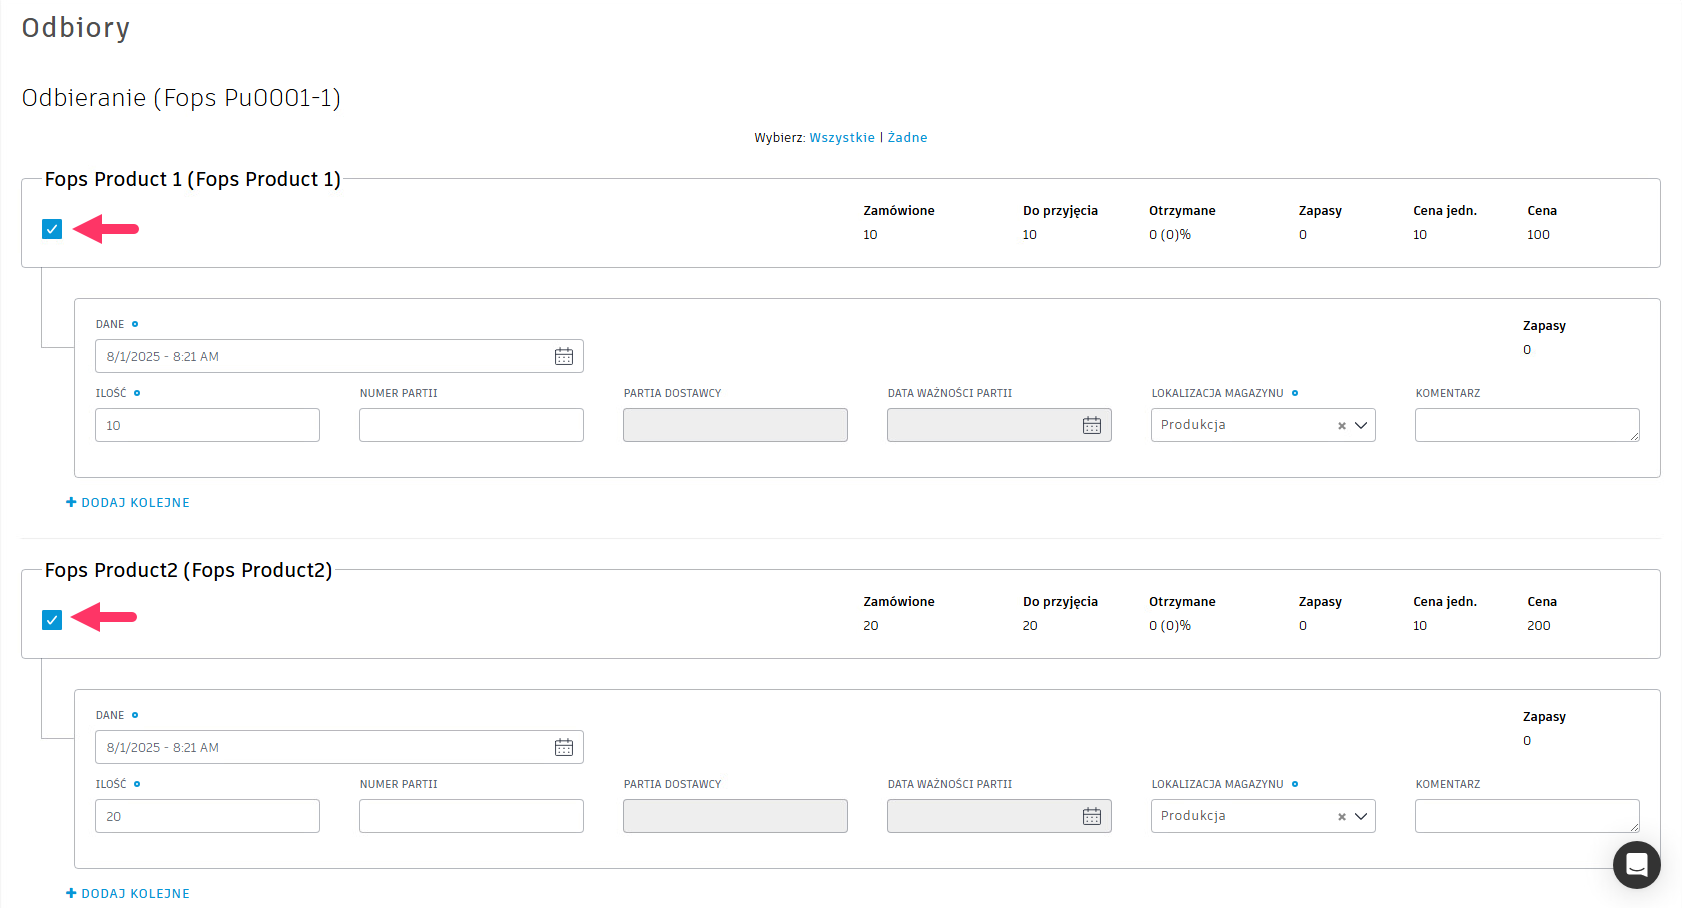 Odbiory
Odbieranie (Fops Pu0001-1)
Wybierz: Wszystkie | Żadne
Fops Product 1 (Fops Product 1)
Zamówione Do przyjęcia Otrzymane Zapasy Cena jedn. Cena
10 10 0 (0)% 0 10 100
DANE Zapasy
8/1/2025 - 8:21 AM 0
ILOŚĆ NUMER PARTII PARTIA DOSTAWCY DATA WAŻNOŚCI PARTII LOKALIZACJA MAGAZYNU KOMENTARZ
10 Produkcja
DODAJ KOLEJNE
Fops Product2 (Fops Product2)
Zamówione Do przyjęcia Otrzymane Zapasy Cena jedn. Cena
20 20 0 (0)% 0 10 200
DANE Zapasy
8/1/2025 - 8:21 AM 0
ILOŚĆ NUMER PARTII PARTIA DOSTAWCY DATA WAŻNOŚCI PARTII LOKALIZACJA MAGAZYNU KOMENTARZ
20 Produkcja
DODAJ KOLEJNE